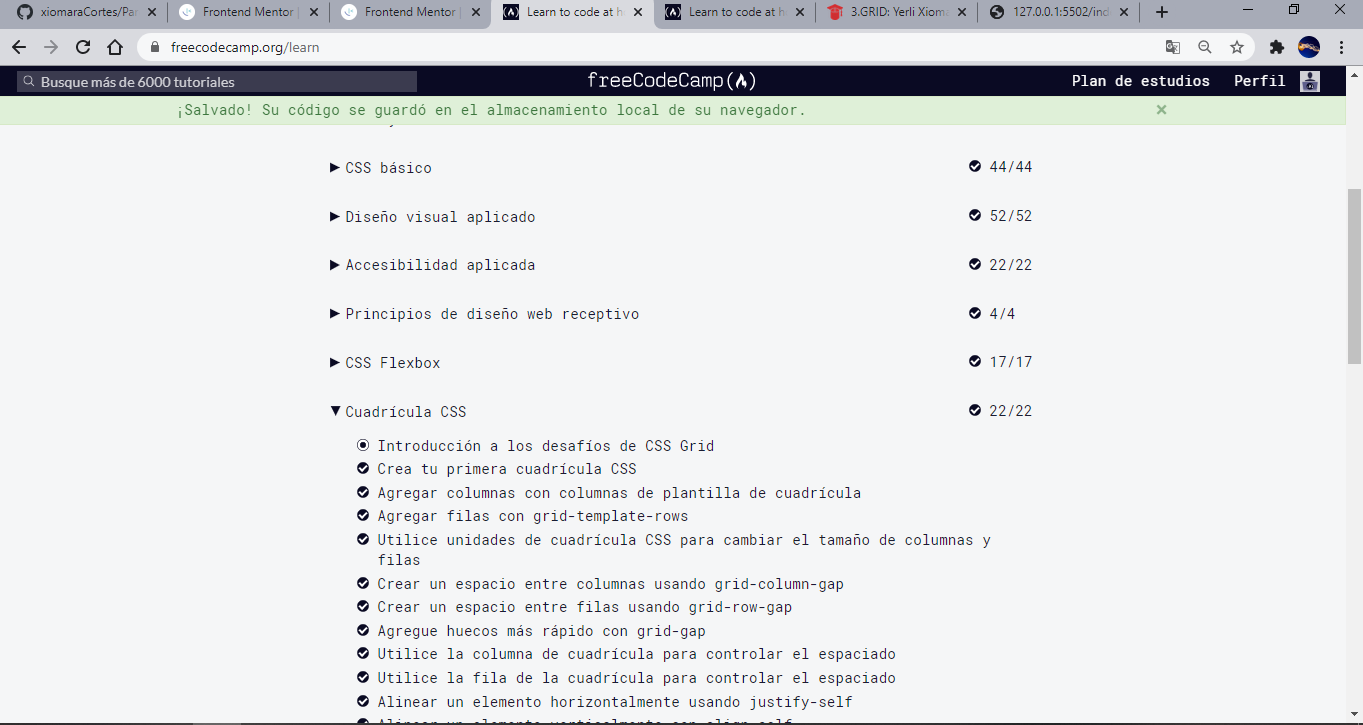 xiomaraCortes/Par
Frontend Mentor |
Frontend Mentor |
Learn to code at h
Learn to code at h
3.GRID: Yerli Xioma
127.0.0.1:5502/ind
freecodecamp.org/learn
Busque más de 6000 tutoriales
freeCodeCamp
Plan de estudios
Perfil
¡Salvado! Su código se guardó en el almacenamiento local de su navegador.
CSS básico 44/44
Diseño visual aplicado 52/52
Accesibilidad aplicada 22/22
Principios de diseño web receptivo 4/4
CSS Flexbox 17/17
Cuadrícula CSS 22/22
Introducción a los desafíos de CSS Grid
Crea tu primera cuadrícula CSS
Agregar columnas con columnas de plantilla de cuadrícula
Agregar filas con grid-template-rows
Utilice unidades de cuadrícula CSS para cambiar el tamaño de columnas y
filas
Crear un espacio entre columnas usando grid-column-gap
Crear un espacio entre filas usando grid-row-gap
Agregue huecos más rápido con grid-gap
Utilice la columna de cuadrícula para controlar el espaciado
Utilice la fila de la cuadrícula para controlar el espaciado
Alinear un elemento horizontalmente usando justify-self
Alinear un elemento verticalmente con align-self